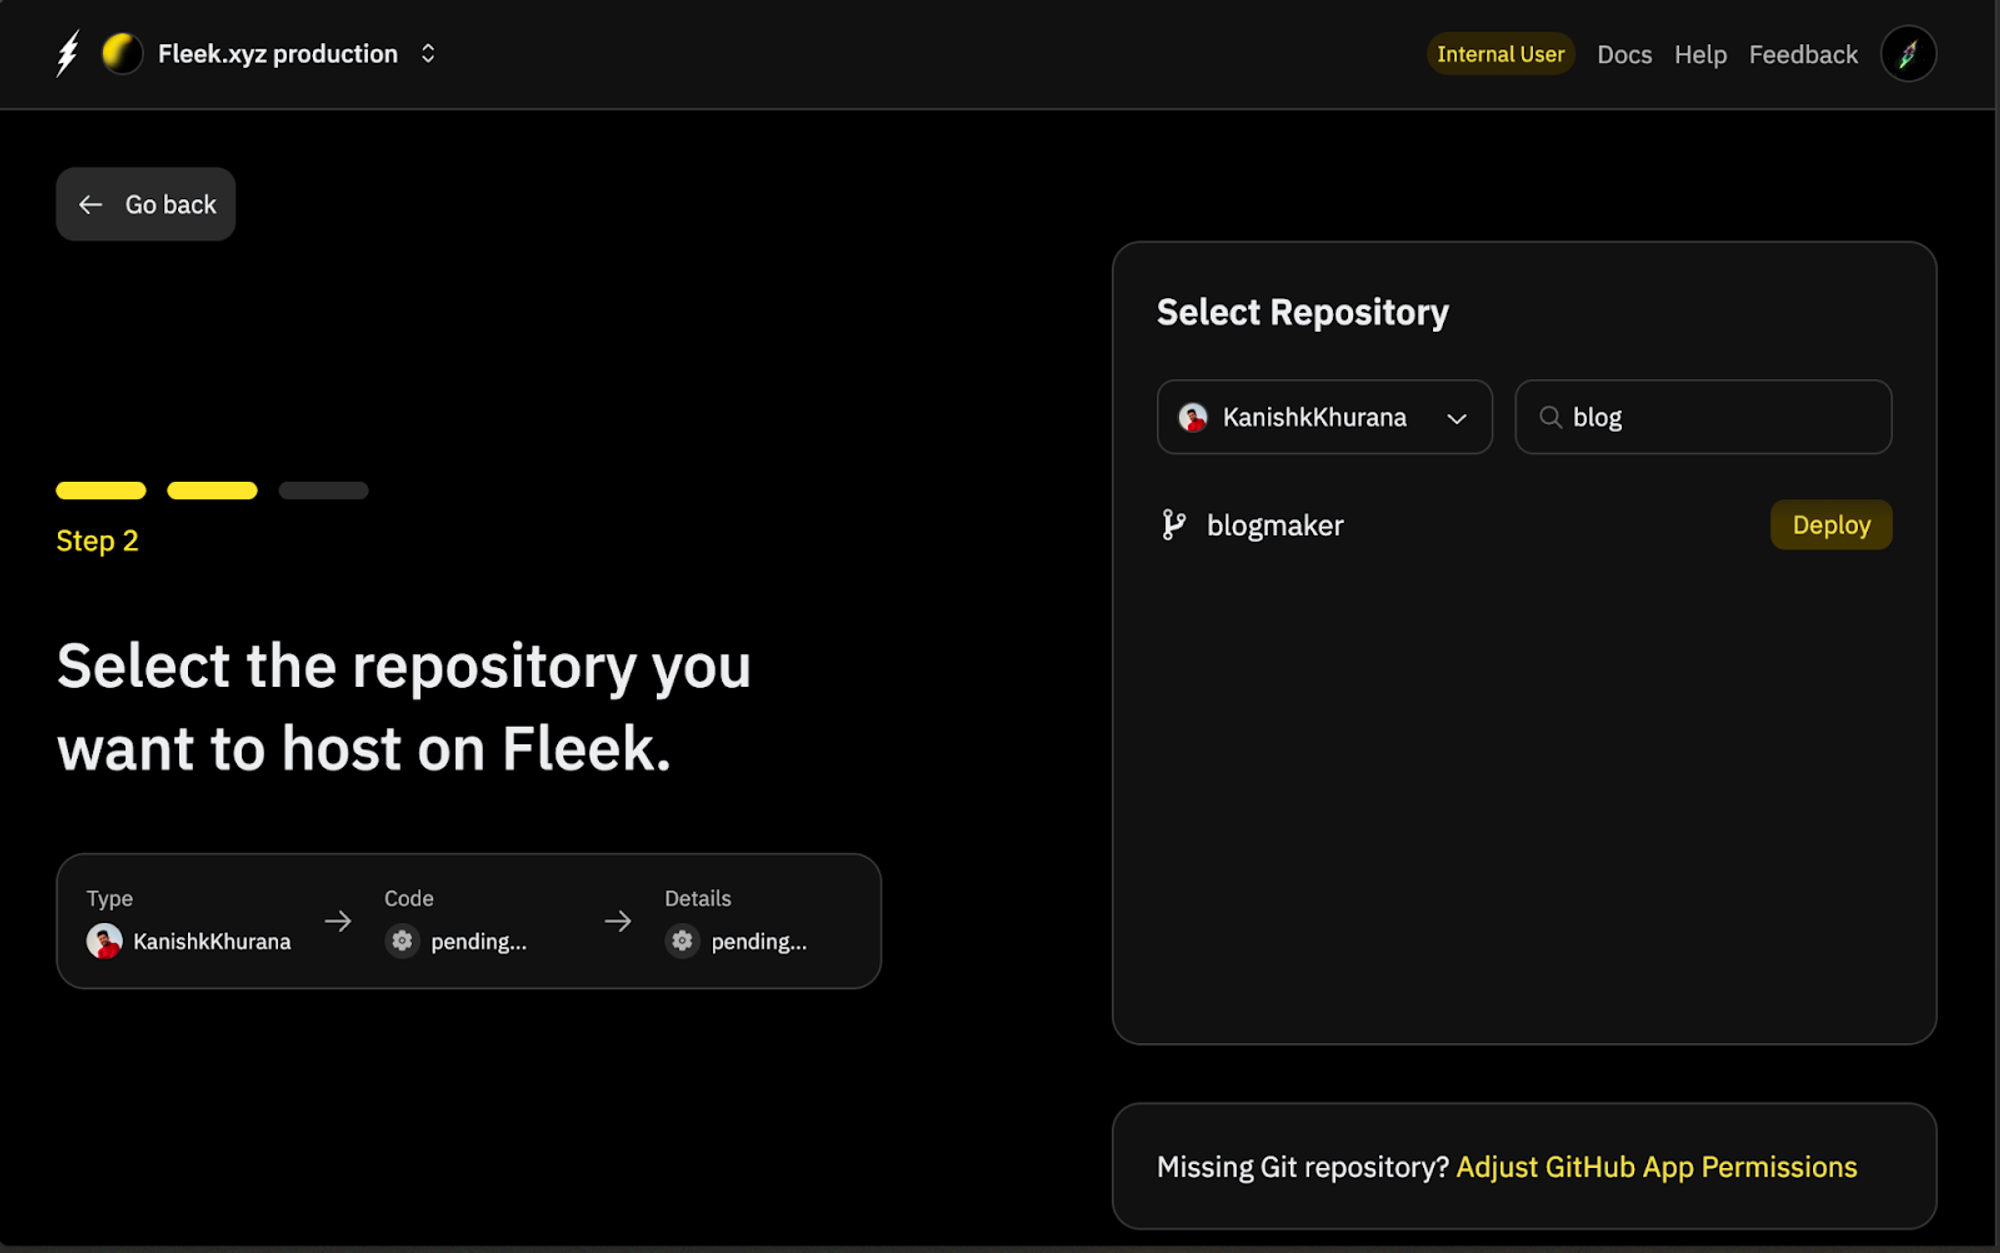 Fleek.xyz production
Internal User
Docs
Help
Feedback
Go back
Step 2
Select the repository you
want to host on Fleek.
Type
KanishkKhurana
Code
pending...
Details
pending...
Select Repository
KanishkKhurana
blog
blogmaker
Deploy
Missing Git repository? Adjust GitHub App Permissions